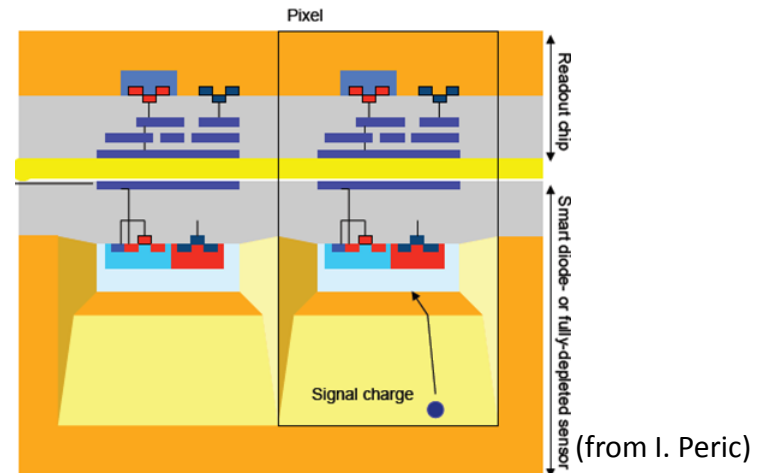 Pixel
Readout chip
Smart diode- or fully-depleted sensor
Signal charge
(from I. Peric)